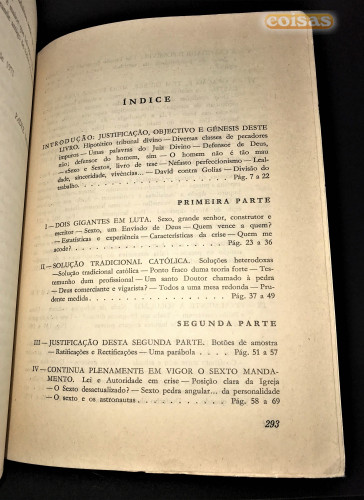 coisas
ÍNDICE
INTRODUÇÃO: JUSTIFICAÇÃO, OBJECTIVO E GÉNESIS DESTE
LIVRO. Hipotético tribunal divino — Diversas classes de pecadores
impuros — Umas palavras do Juiz Divino — Defensor de Deus,
não; defensor do homem, sim — O homem não é tão mau
— «Sexo e Sexto», livro de tese — Nefasto perfeccionismo — Leal-
dade, sinceridade, vivências... — David contra Golias — Divisão do
trabalho. Pág. 7 a 22
PRIMEIRA PARTE
I — DOIS GIGANTES EM LUTA. Sexo, grande senhor, construtor e
escritor — Sexto, um Enviado de Deus — Quem vence a quem?
— Estatísticas e experiência — Características da crise — Quem me
acode? Pág. 23 a 36
II — SOLUÇÃO TRADICIONAL CATÓLICA. Soluções heterodoxas
— Solução tradicional católica — Ponto fraco duma teoria forte — Tes-
temunho dum profissional — Um santo Doutor chamado à pedra —
Deus comerciante e vigarista? — Todos a uma mesa redonda — Pru-
dente medida Pág. 37 a 49
SEGUNDA PARTE
III — JUSTIFICAÇÃO DESTA SEGUNDA PARTE. Botões de amostra
— Ratificações e Rectificações — Uma parábola. Pág. 51 a 57
IV — CONTINUA PLENAMENTE EM VIGOR O SEXTO MANDA-
MENTO. Lei e Autoridade em crise — Posição clara da Igreja
— O Sexto desactualizado? — Sexto pedra angular... da personalidade
— O sexto e os astronautas Pág. 58 a 69
293